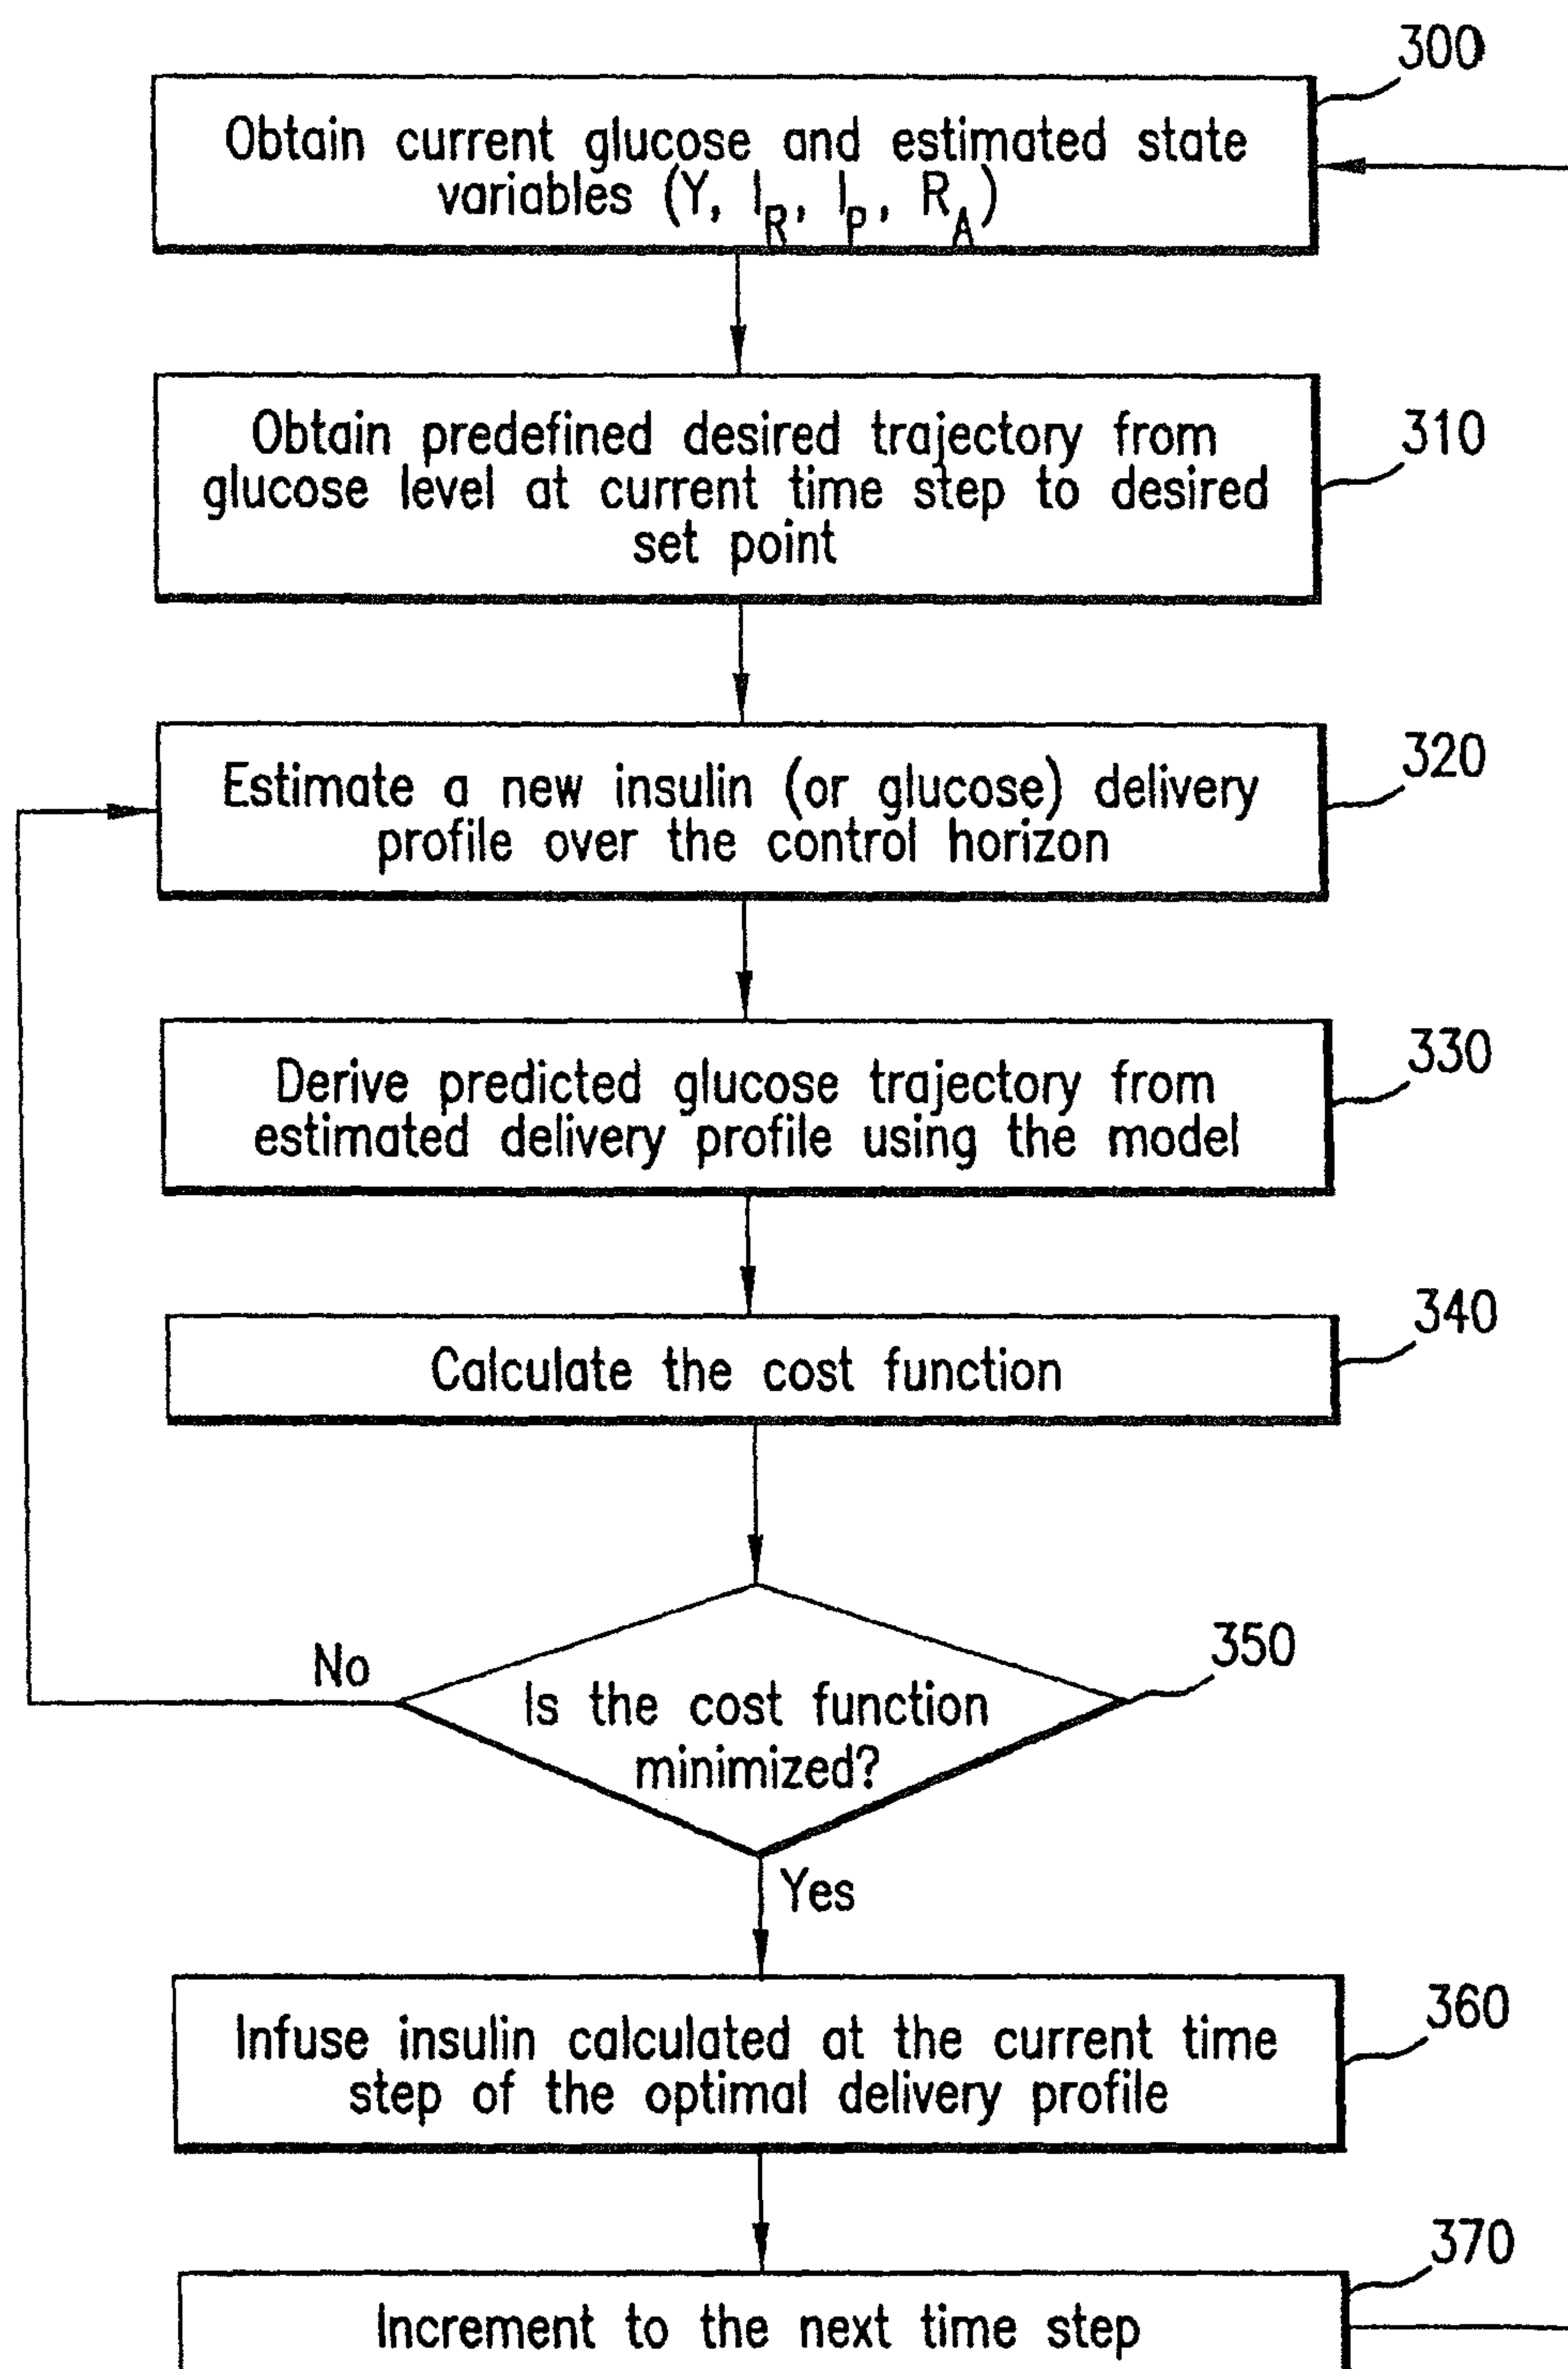 300
Obtain current glucose and estimated state
variables (Y, I_R, I_P, R_A)
310
Obtain predefined desired trajectory from
glucose level at current time step to desired
set point
320
Estimate a new insulin (or glucose) delivery
profile over the control horizon
330
Derive predicted glucose trajectory from
estimated delivery profile using the model
340
Calculate the cost function
350
No
Is the cost function
minimized?
Yes
360
Infuse insulin calculated at the current time
step of the optimal delivery profile
370
Increment to the next time step